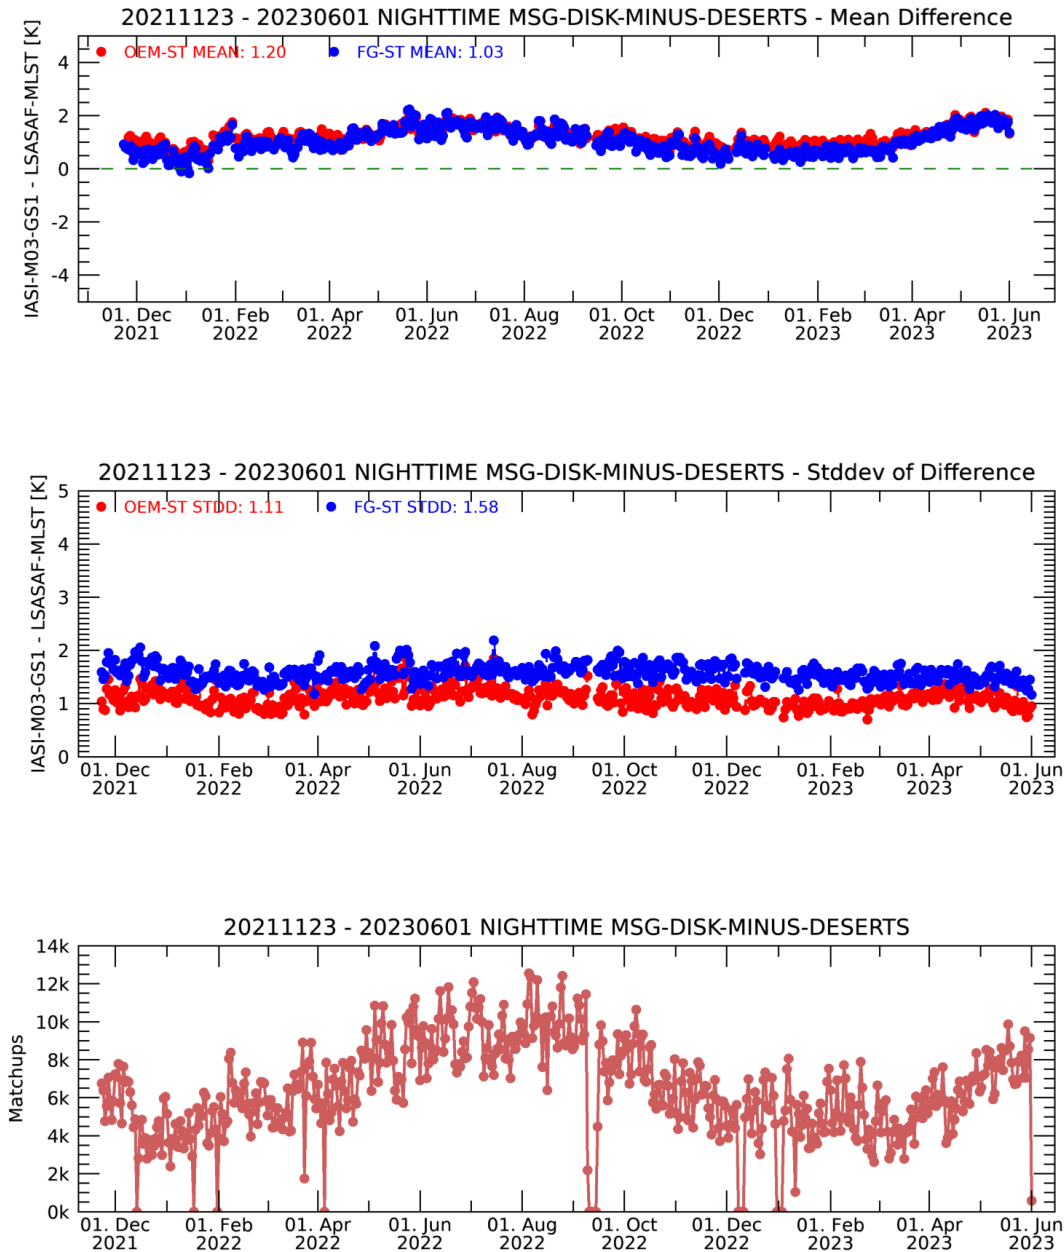 20211123 - 20230601 NIGHTTIME MSG-DISK-MINUS-DESERTS - Mean Difference
IASI-M03-GS1 - LSASAF-MLST [K]
OEM-ST MEAN: 1.20 FG-ST MEAN: 1.03
4
2
0
-2
-4
01. Dec 01. Feb 01. Apr 01. Jun 01. Aug 01. Oct 01. Dec 01. Feb 01. Apr 01. Jun
2021 2022 2022 2022 2022 2022 2022 2023 2023 2023
20211123 - 20230601 NIGHTTIME MSG-DISK-MINUS-DESERTS - Stddev of Difference
IASI-M03-GS1 - LSASAF-MLST [K]
OEM-ST STDD: 1.11 FG-ST STDD: 1.58
5
4
3
2
1
0
01. Dec 01. Feb 01. Apr 01. Jun 01. Aug 01. Oct 01. Dec 01. Feb 01. Apr 01. Jun
2021 2022 2022 2022 2022 2022 2022 2023 2023 2023
20211123 - 20230601 NIGHTTIME MSG-DISK-MINUS-DESERTS
Matchups
14k
12k
10k
8k
6k
4k
2k
0k
01. Dec 01. Feb 01. Apr 01. Jun 01. Aug 01. Oct 01. Dec 01. Feb 01. Apr 01. Jun
2021 2022 2022 2022 2022 2022 2022 2023 2023 2023